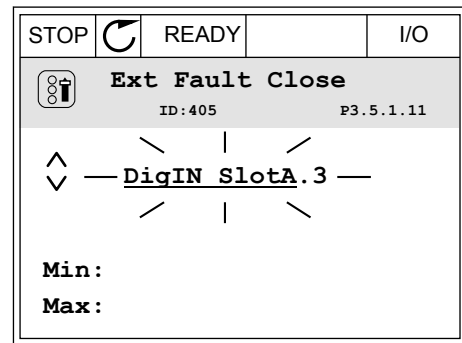 STOP READY I/O
Ext Fault Close
ID:405 P3.5.1.11
DigIN SlotA.3
Min:
Max: